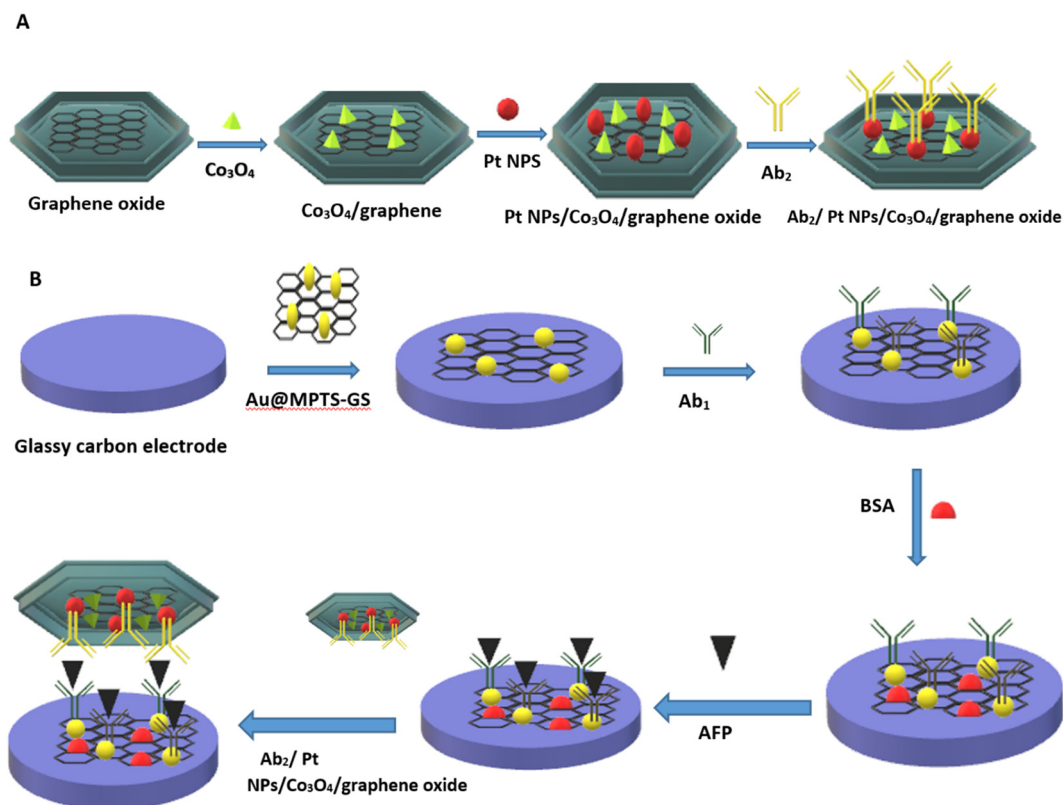 A
Graphene oxide
Co₃O₄
Co₃O₄/graphene
Pt NPS
Pt NPs/Co₃O₄/graphene oxide
Ab₂
Ab₂/ Pt NPs/Co₃O₄/graphene oxide
B
Glassy carbon electrode
Au@MPTS-GS
Ab₁
BSA
AFP
Ab₂/ Pt
NPs/Co₃O₄/graphene oxide